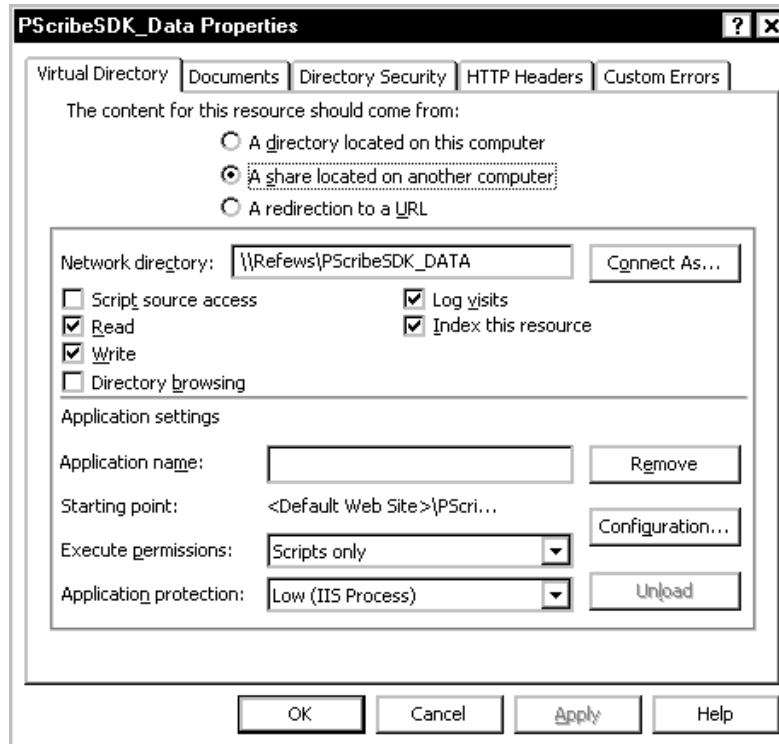 PScribeSDK_Data Properties
Virtual Directory Documents Directory Security HTTP Headers Custom Errors
The content for this resource should come from:
A directory located on this computer
A share located on another computer
A redirection to a URL
Network directory: \\Refews\PScribeSDK_DATA Connect As...
Script source access Log visits
Read Index this resource
Write
Directory browsing
Application settings
Application name: Remove
Starting point: <Default Web Site>\PScri...
Configuration...
Execute permissions: Scripts only
Application protection: Low (IIS Process) Unload
OK Cancel Apply Help